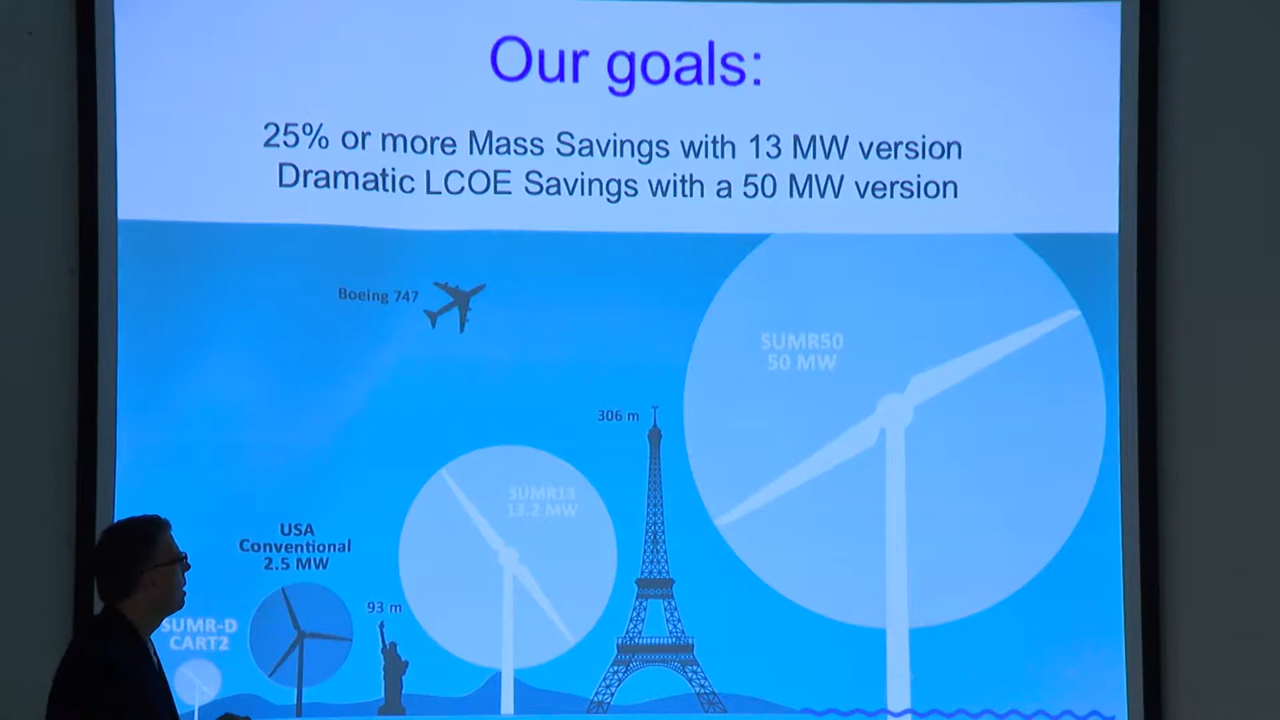 Our goals:
25% or more Mass Savings with 13 MW version
Dramatic LCOE Savings with a 50 MW version
Boeing 747
SUMR50
50 MW
306 m
SUMR13
13.2 MW
USA
Conventional
2.5 MW
93 m
SUMR-D
CART2